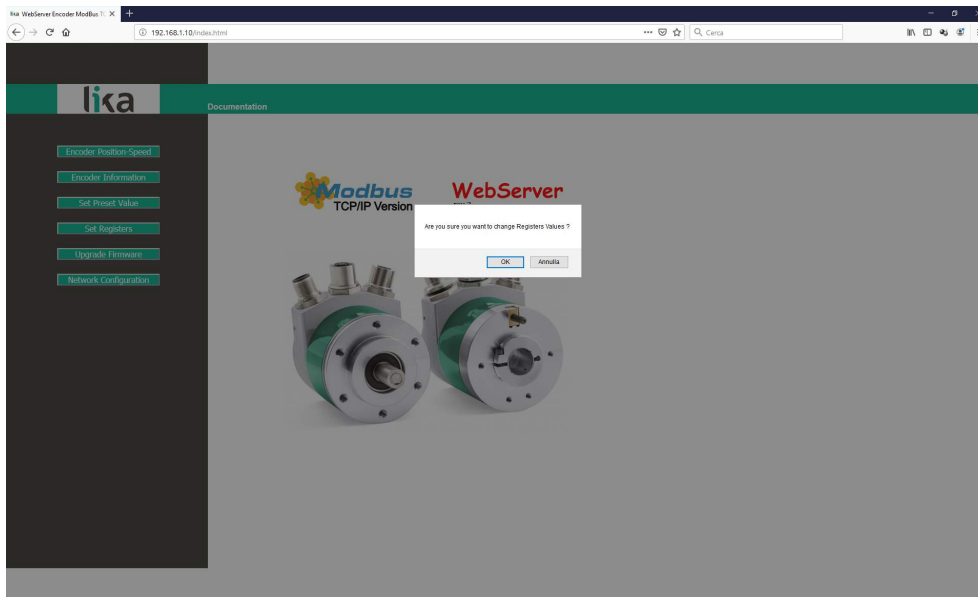 lika WebServer Encoder ModBus TC
192.168.1.10/index.html
Cerca
lika
Documentation
Encoder Position-Speed
Encoder Information
Set Preset Value
Set Registers
Upgrade Firmware
Network Configuration
Modbus
TCP/IP Version
WebServer
Are you sure you want to change Registers Values ?
OK
Annulla